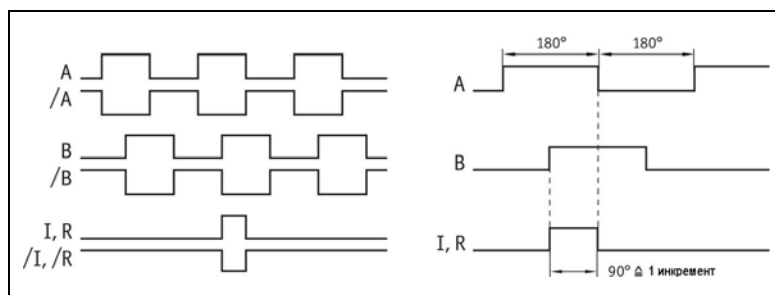 A
/A
B
/B
I, R
/I, /R
180° 180°
A
B
I, R
90° ≙ 1 инкремент